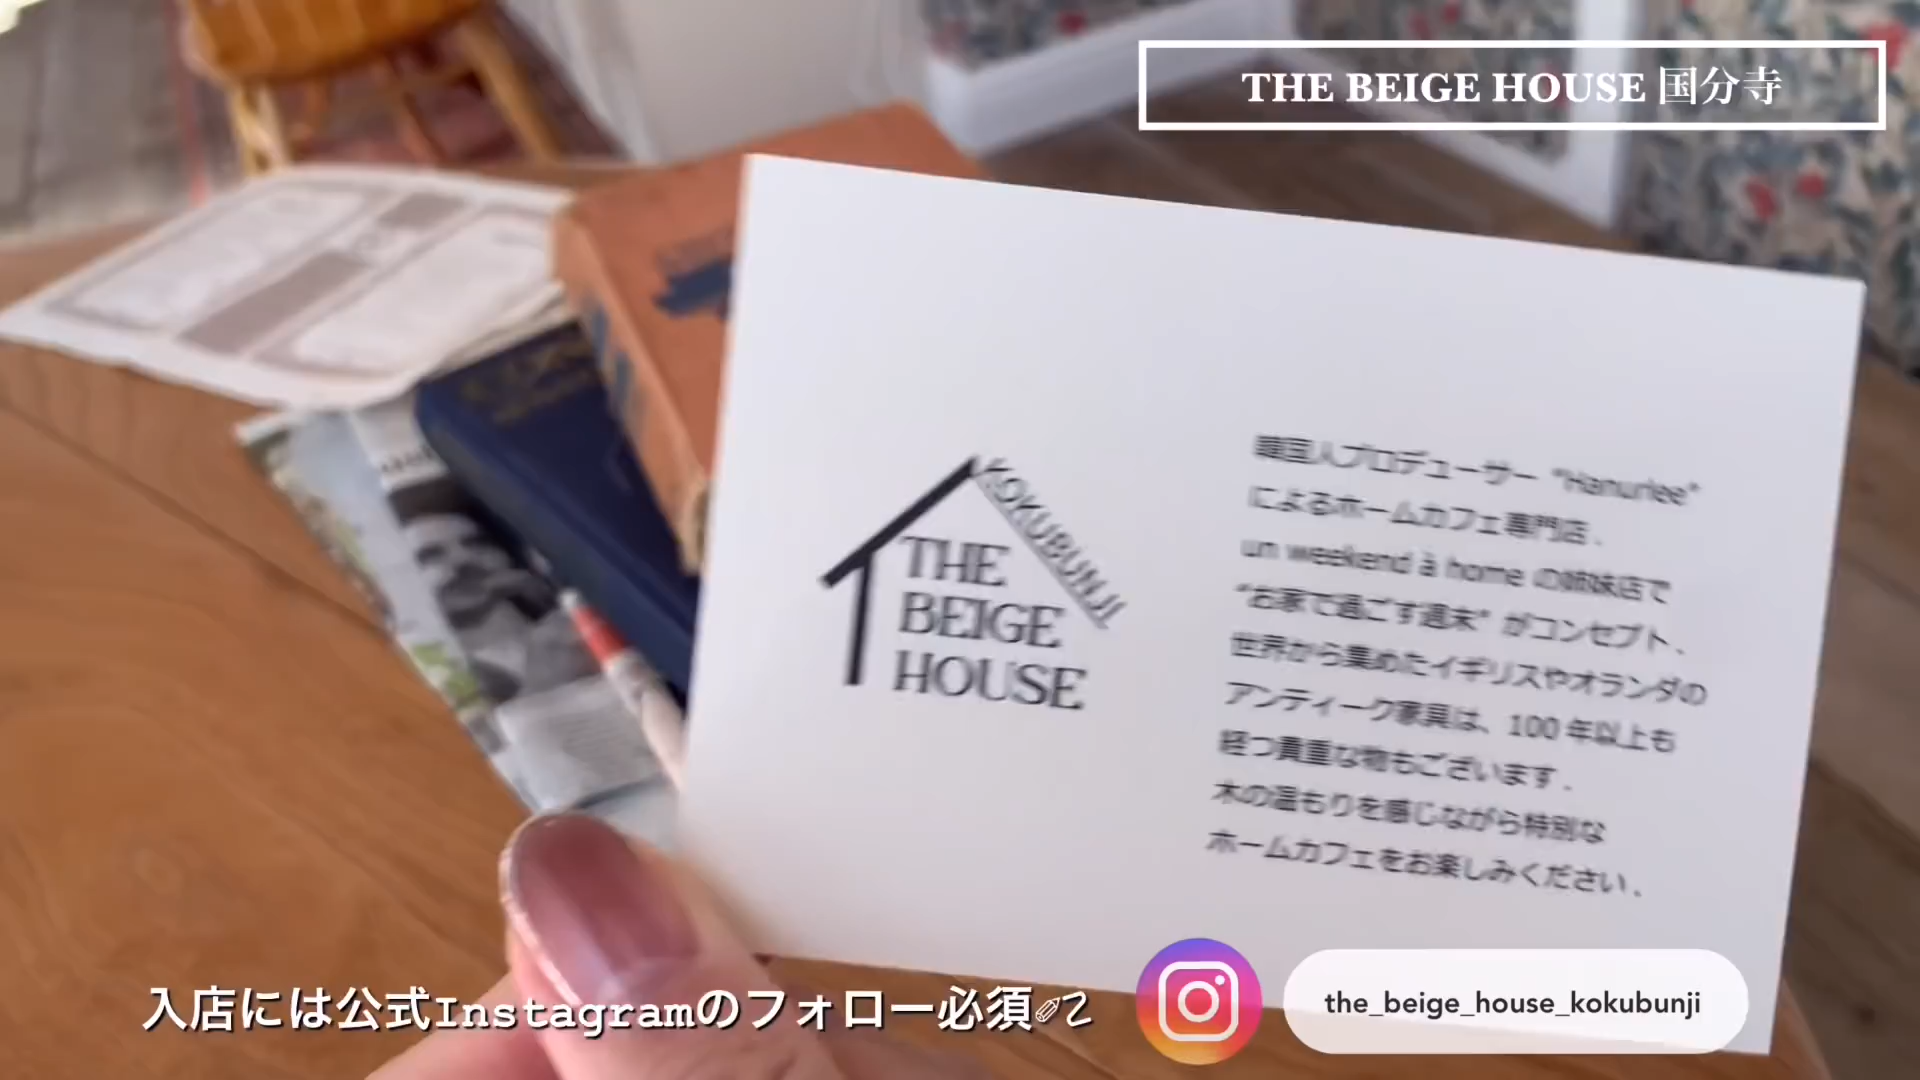 THE BEIGE HOUSE 国分寺
KOKUBUNJI
THE
BEIGE
HOUSE
韓国人プロデューサー “Hanurlee”
によるホームカフェ専門店.
un weekend à home の姉妹店で
“お家で過ごす週末” がコンセプト、
世界から集めたイギリスやオランダの
アンティーク家具は、100 年以上も
経つ貴重な物もございます.
木の温もりを感じながら特別な
ホームカフェをお楽しみください.
入店には公式Instagramのフォロー必須
the_beige_house_kokubunji